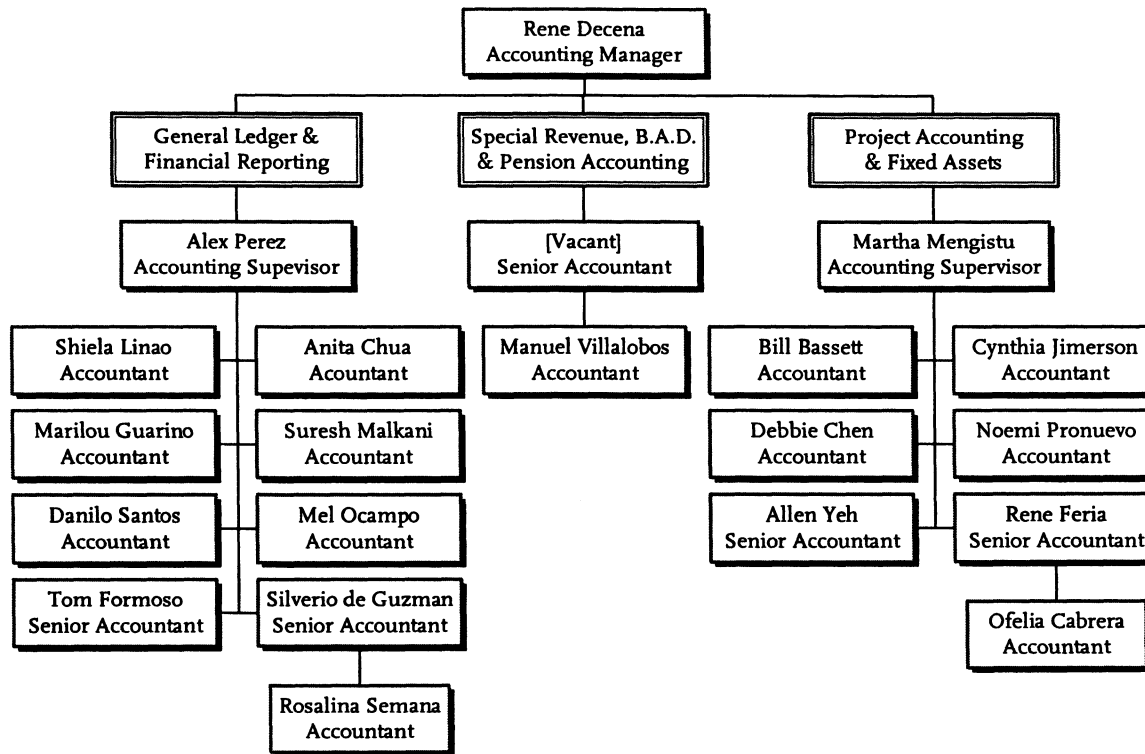 Rene Decena
Accounting Manager
General Ledger &
Financial Reporting
Special Revenue, B.A.D.
& Pension Accounting
Project Accounting
& Fixed Assets
Alex Perez
Accounting Supevisor
[Vacant]
Senior Accountant
Martha Mengistu
Accounting Supervisor
Shiela Linao
Accountant
Anita Chua
Acountant
Manuel Villalobos
Accountant
Bill Bassett
Accountant
Cynthia Jimerson
Accountant
Marilou Guarino
Accountant
Suresh Malkani
Accountant
Debbie Chen
Accountant
Noemi Pronuevo
Accountant
Danilo Santos
Accountant
Mel Ocampo
Accountant
Allen Yeh
Senior Accountant
Rene Feria
Senior Accountant
Tom Formoso
Senior Accountant
Silverio de Guzman
Senior Accountant
Ofelia Cabrera
Accountant
Rosalina Semana
Accountant